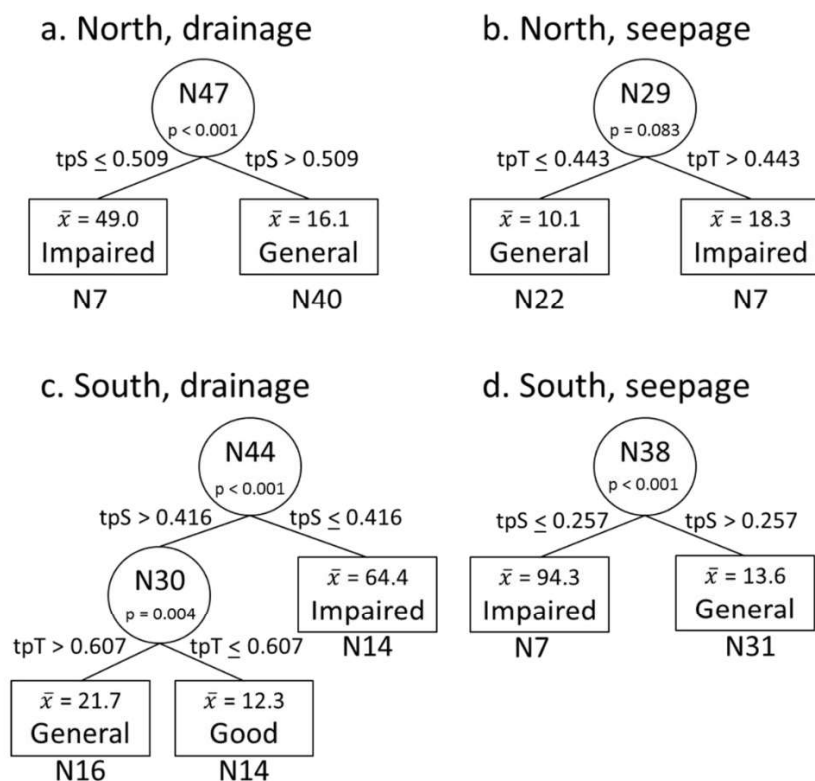 a. North, drainage
N47
p < 0.001
tpS ≤ 0.509
tpS > 0.509
x̄ = 49.0
Impaired
N7
x̄ = 16.1
General
N40
b. North, seepage
N29
p = 0.083
tpT ≤ 0.443
tpT > 0.443
x̄ = 10.1
General
N22
x̄ = 18.3
Impaired
N7
c. South, drainage
N44
p < 0.001
tpS > 0.416
tpS ≤ 0.416
N30
p = 0.004
x̄ = 64.4
Impaired
N14
tpT > 0.607
tpT ≤ 0.607
x̄ = 21.7
General
N16
x̄ = 12.3
Good
N14
d. South, seepage
N38
p < 0.001
tpS ≤ 0.257
tpS > 0.257
x̄ = 94.3
Impaired
N7
x̄ = 13.6
General
N31